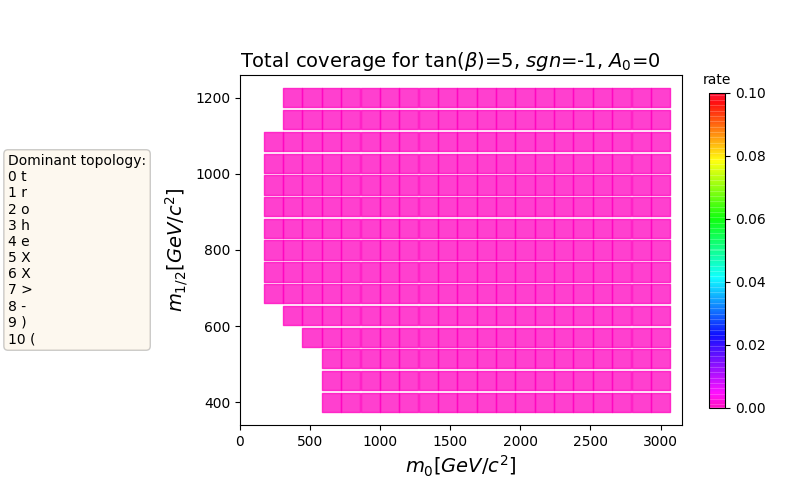 Total coverage for tan(β)=5, sgn=-1, A₀=0
rate
Dominant topology:
0 t
1 r
2 o
3 h
4 e
5 X
6 X
7 >
8 -
9 )
10 (
m₁/₂[GeV/c²]
1200
1000
800
600
400
0 500 1000 1500 2000 2500 3000
m₀[GeV/c²]
0.10
0.08
0.06
0.04
0.02
0.00